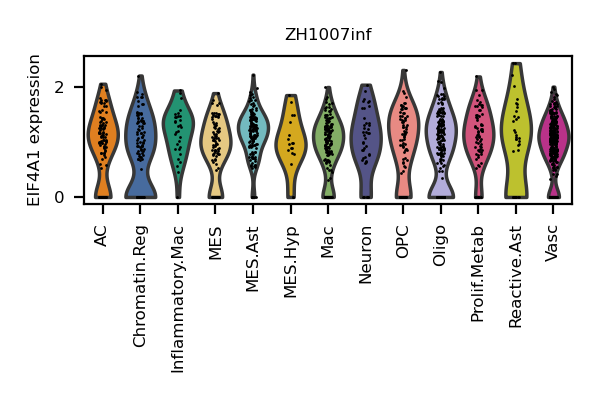 ZH1007inf
EIF4A1 expression
2
0
AC
Chromatin.Reg
Inflammatory.Mac
MES
MES.Ast
MES.Hyp
Mac
Neuron
OPC
Oligo
Prolif.Metab
Reactive.Ast
Vasc